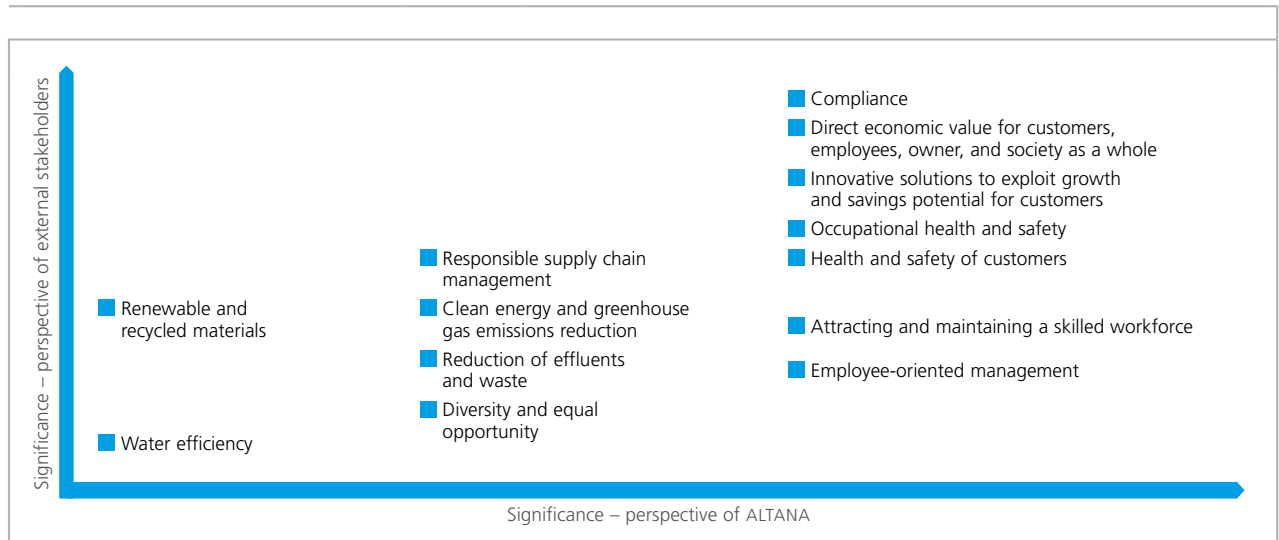 Significance – perspective of external stakeholders
Compliance
Direct economic value for customers,
employees, owner, and society as a whole
Innovative solutions to exploit growth
and savings potential for customers
Occupational health and safety
Health and safety of customers
Attracting and maintaining a skilled workforce
Employee-oriented management
Responsible supply chain
management
Clean energy and greenhouse
gas emissions reduction
Reduction of effluents
and waste
Diversity and equal
opportunity
Renewable and
recycled materials
Water efficiency
Significance – perspective of ALTANA